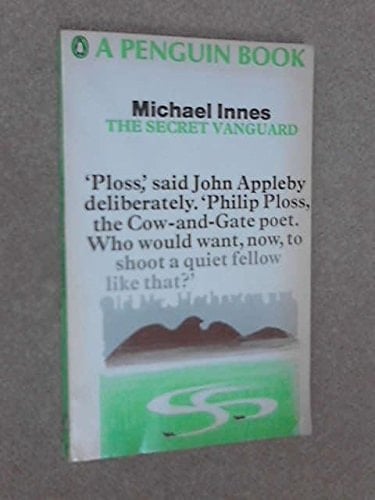 A PENGUIN BOOK
Michael Innes
THE SECRET VANGUARD
‘Ploss,’ said John Appleby
deliberately. ‘Philip Ploss,
the Cow-and-Gate poet.
Who would want, now, to
shoot a quiet fellow
like that?’